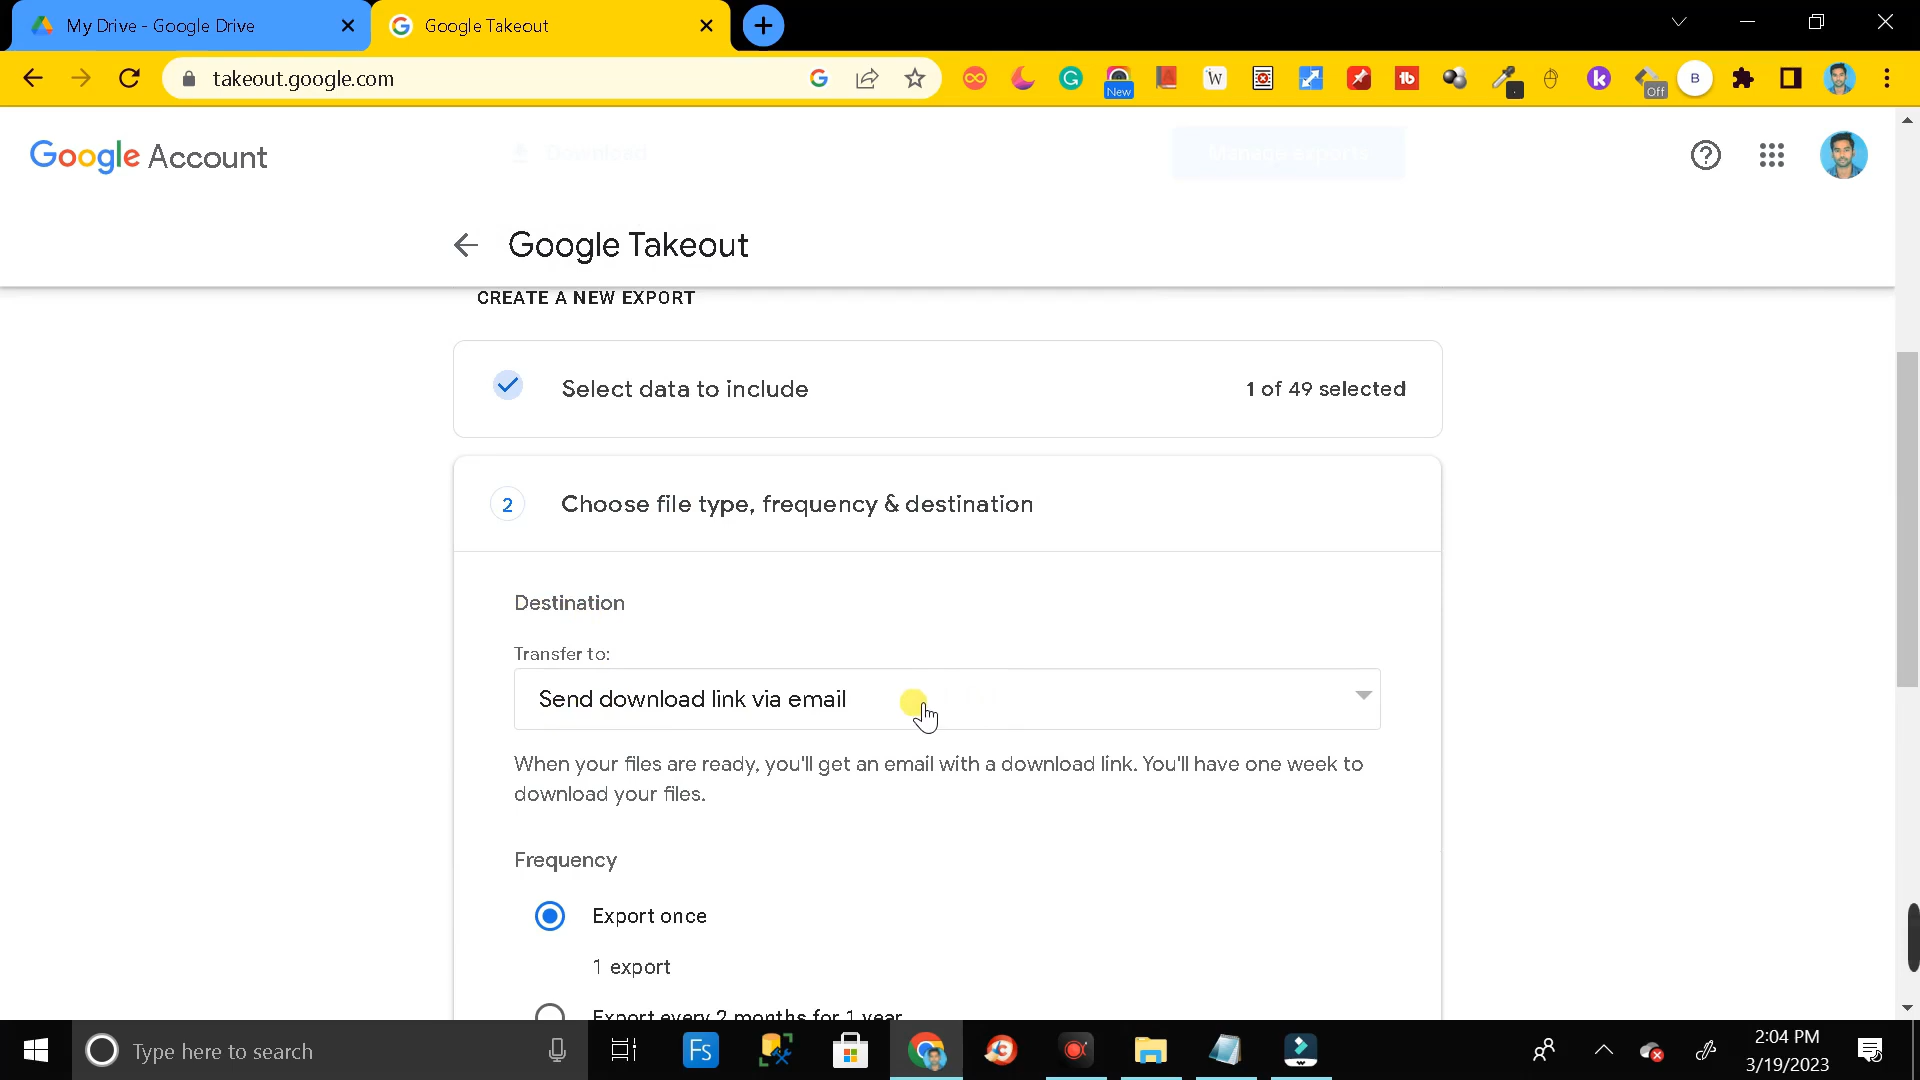 My Drive - Google Drive
Google Takeout
takeout.google.com
New
Off
B
Google Account
Download
Manage exports
Google Takeout
CREATE A NEW EXPORT
Select data to include
1 of 49 selected
2
Choose file type, frequency & destination
Destination
Transfer to:
Send download link via email
When your files are ready, you'll get an email with a download link. You'll have one week to
download your files.
Frequency
Export once
1 export
Export every 2 months for 1 year
Type here to search
Fs
2:04 PM
3/19/2023